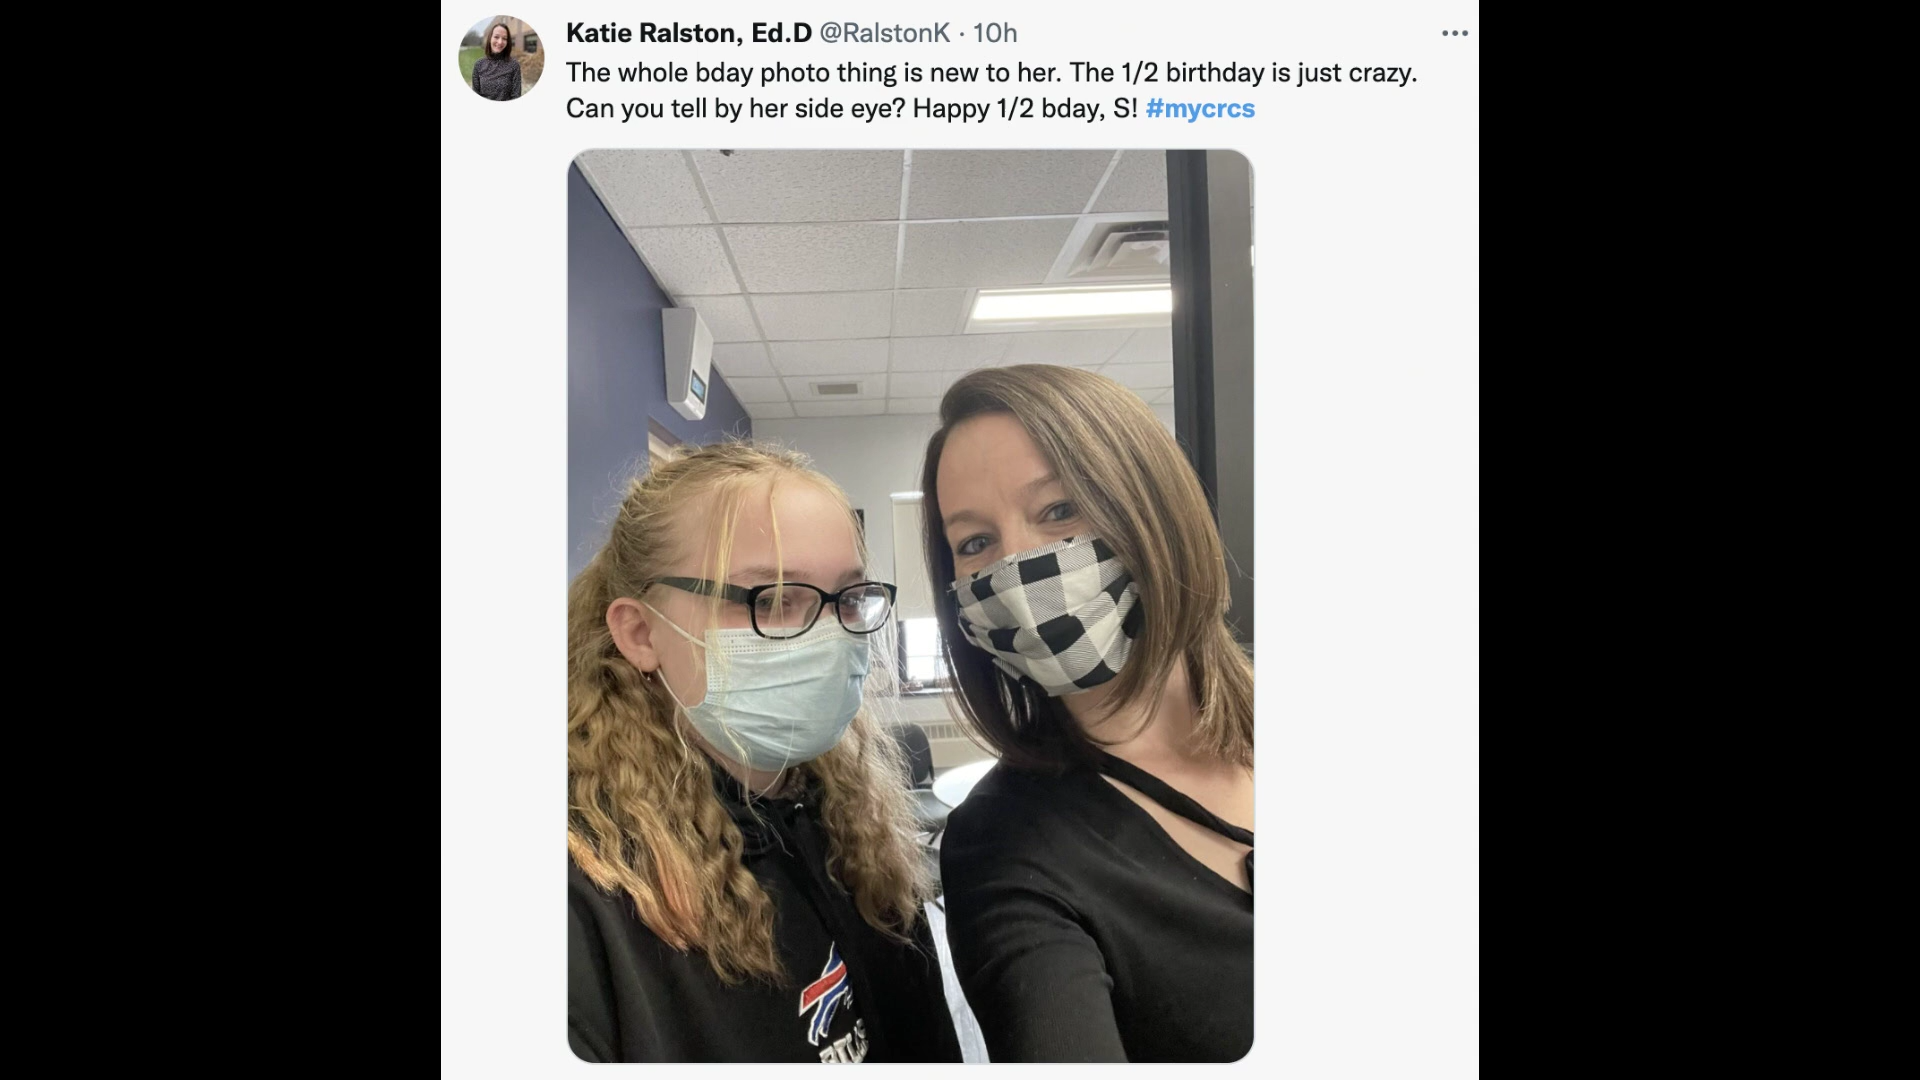 Katie Ralston, Ed.D @RalstonK · 10h
The whole bday photo thing is new to her. The 1/2 birthday is just crazy.
Can you tell by her side eye? Happy 1/2 bday, S! #mycrcs